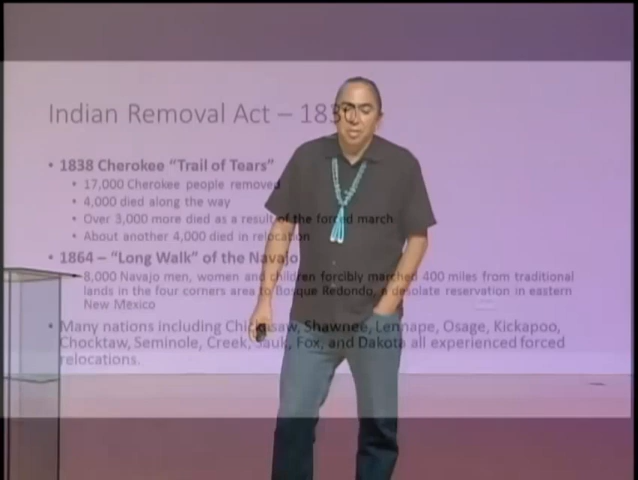 Indian Removal Act – 1830
• 1838 Cherokee “Trail of Tears”
• 17,000 Cherokee people removed
• 4,000 died along the way
• Over 3,000 more died as a result of the forced march
• About another 4,000 died in relocation
• 1864 – “Long Walk” of the Navajo
• 8,000 Navajo men, women and children forcibly marched 400 miles from traditional
lands in the four corners area to Bosque Redondo, a desolate reservation in eastern
New Mexico
• Many nations including Chickasaw, Shawnee, Lennape, Osage, Kickapoo,
Chocktaw, Seminole, Creek, Sauk, Fox, and Dakota all experienced forced
relocations.